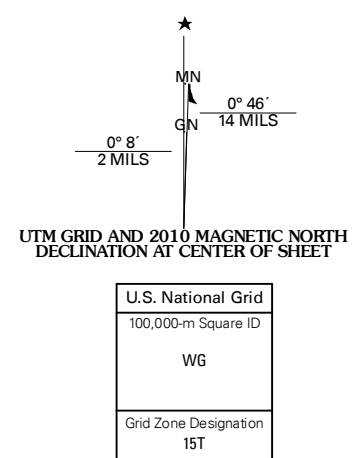 MN
0° 46´
14 MILS
GN
0° 8´
2 MILS
UTM GRID AND 2010 MAGNETIC NORTH
DECLINATION AT CENTER OF SHEET
U.S. National Grid
100,000-m Square ID
WG
Grid Zone Designation
15T